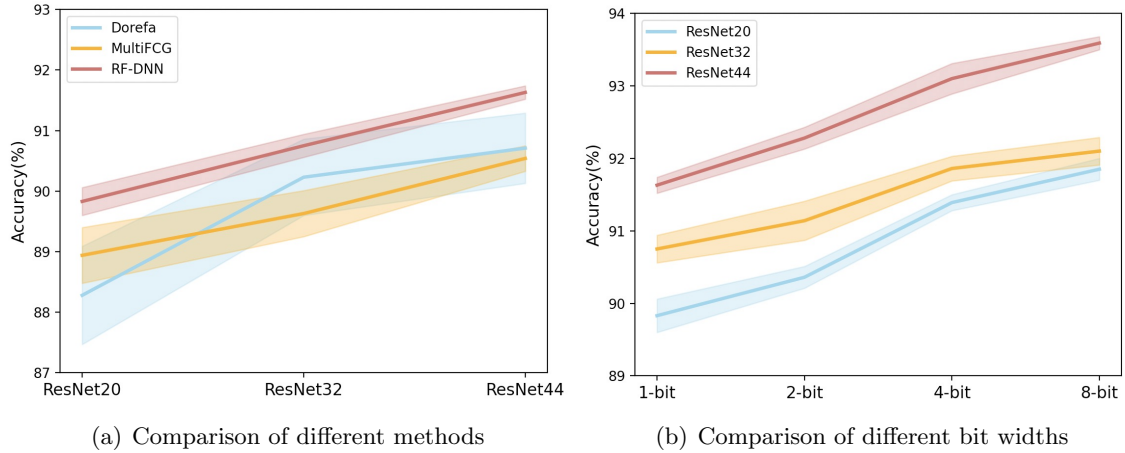 93
92
91
90
89
88
87
Accuracy(%)
Dorefa
MultiFCG
RF-DNN
ResNet20
ResNet32
ResNet44
(a) Comparison of different methods
94
93
92
91
90
89
Accuracy(%)
ResNet20
ResNet32
ResNet44
1-bit
2-bit
4-bit
8-bit
(b) Comparison of different bit widths